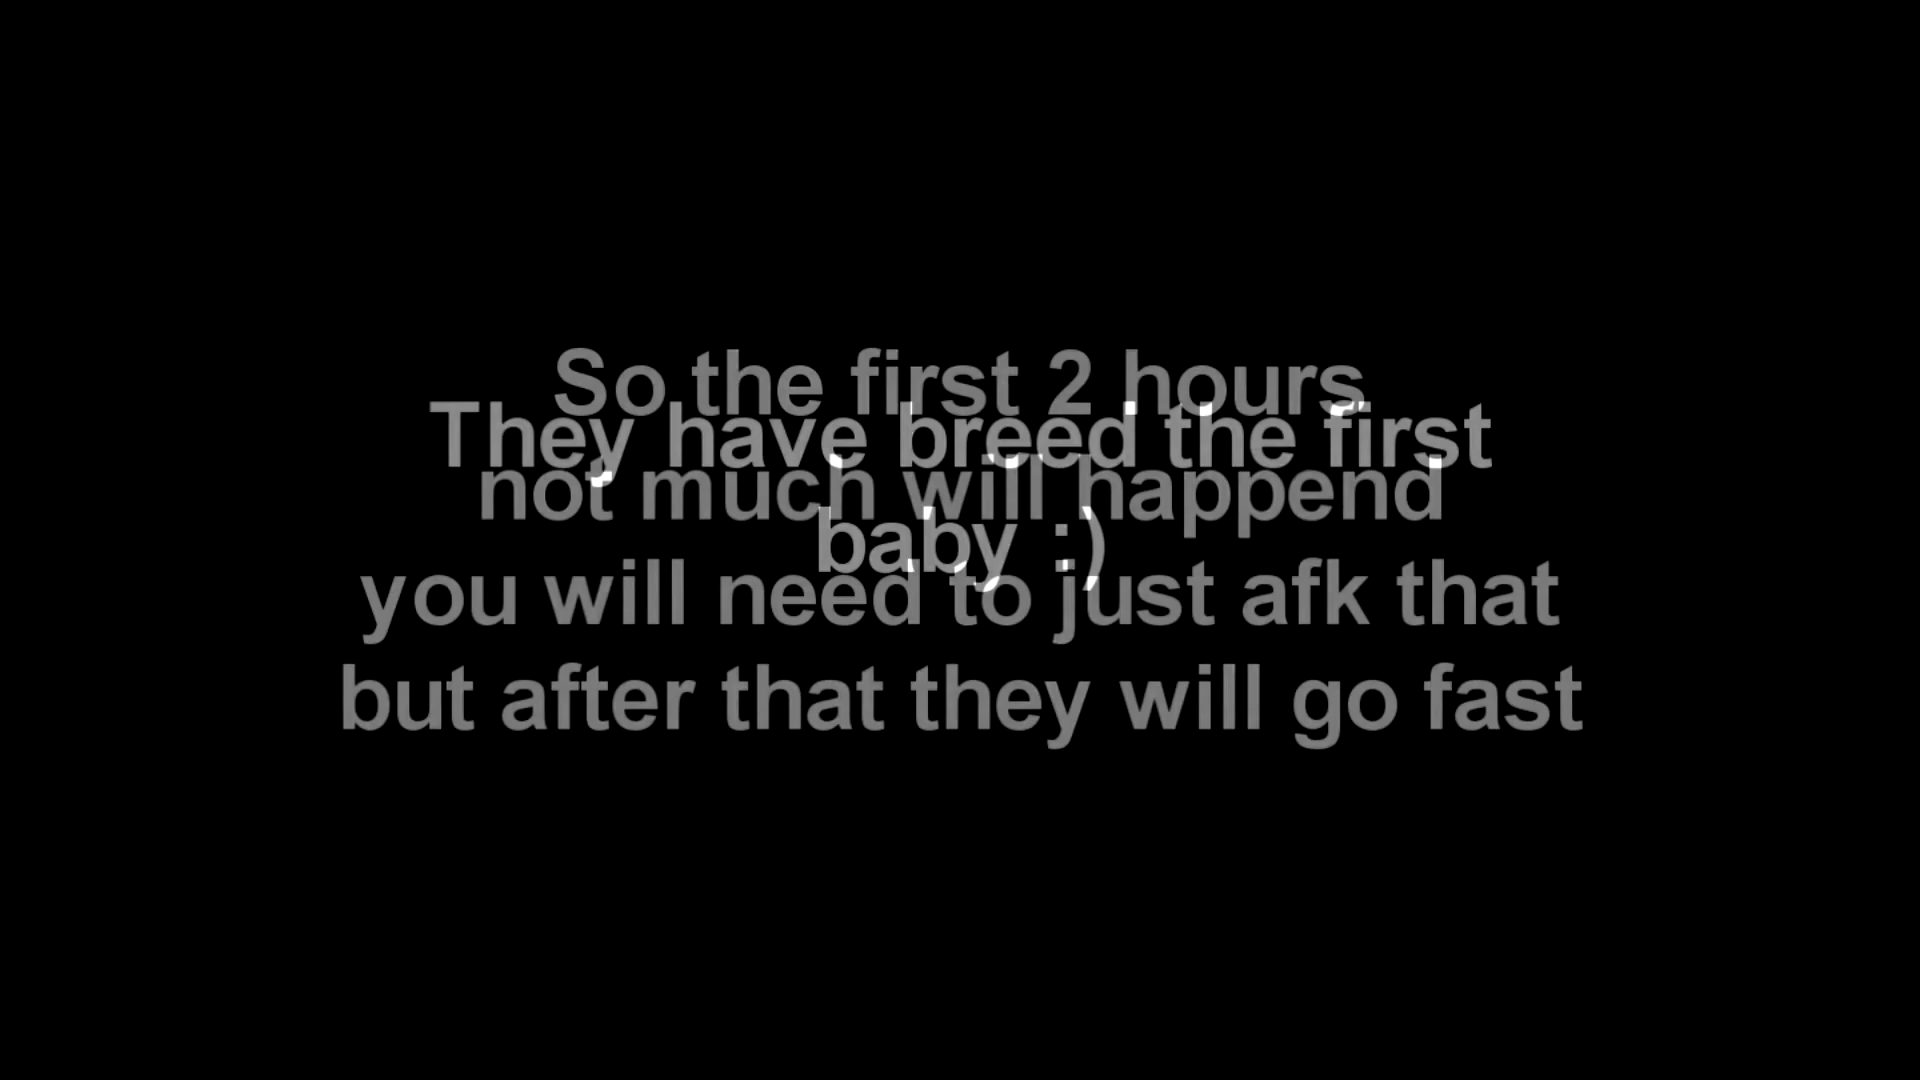 So the first 2 hours
not much will happend
you will need to just afk that
but after that they will go fast
They have breed the first
baby :)